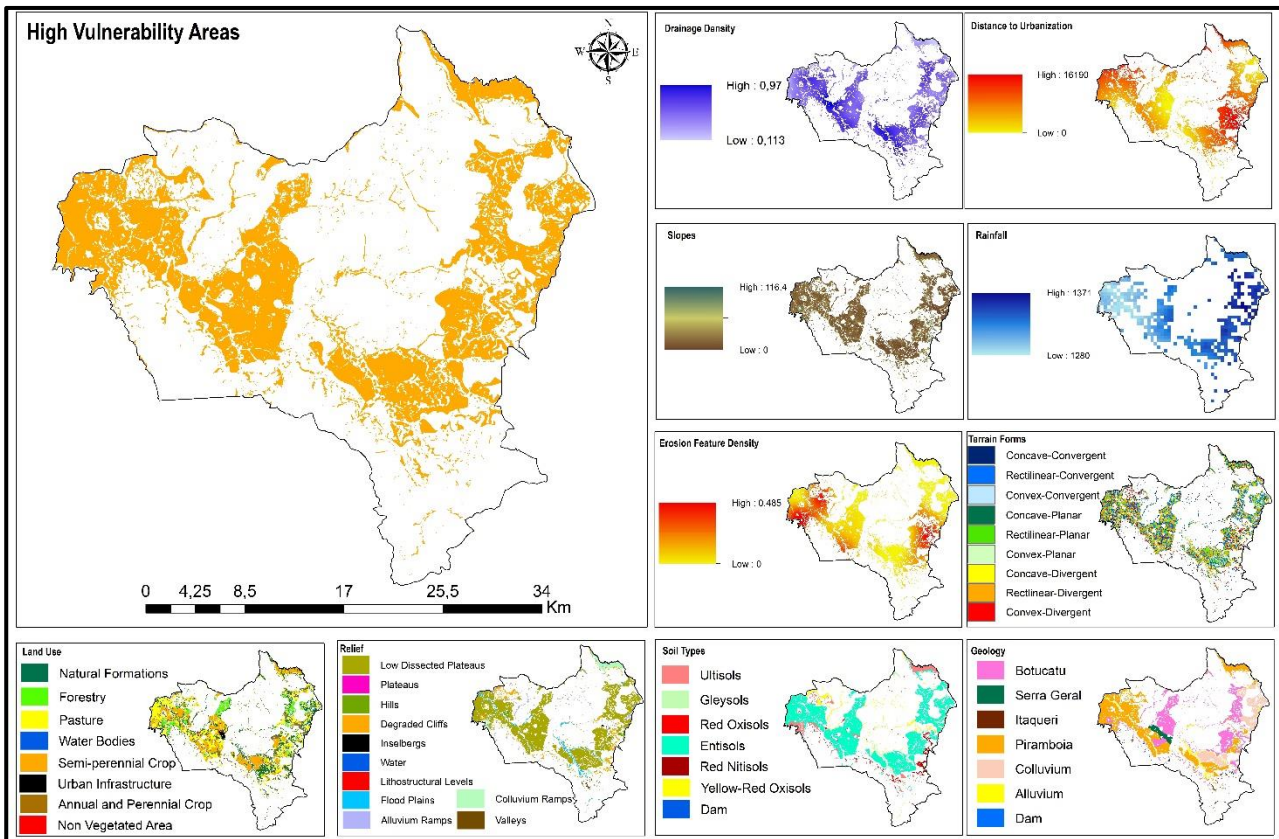 High Vulnerability Areas
N
W
E
S
0
4,25
8,5
17
25,5
34
Km
Drainage Density
High : 0,97
Low : 0,113
Distance to Urbanization
High : 16190
Low : 0
Slopes
High : 116.4
Low : 0
Rainfall
High : 1371
Low : 1280
Erosion Feature Density
High : 0.485
Low : 0
Terrain Forms
Concave-Convergent
Rectilinear-Convergent
Convex-Convergent
Concave-Planar
Rectilinear-Planar
Convex-Planar
Concave-Divergent
Rectlinear-Divergent
Convex-Divergent
Land Use
Natural Formations
Forestry
Pasture
Water Bodies
Semi-perennial Crop
Urban Infrastructure
Annual and Perennial Crop
Non Vegetated Area
Relief
Low Dissected Plateaus
Plateaus
Hills
Degraded Cliffs
Inselbergs
Water
Lithostructural Levels
Flood Plains
Alluvium Ramps
Colluvium Ramps
Valleys
Soil Types
Ultisols
Gleysols
Red Oxisols
Entisols
Red Nitisols
Yellow-Red Oxisols
Dam
Geology
Botucatu
Serra Geral
Itaqueri
Piramboia
Colluvium
Alluvium
Dam